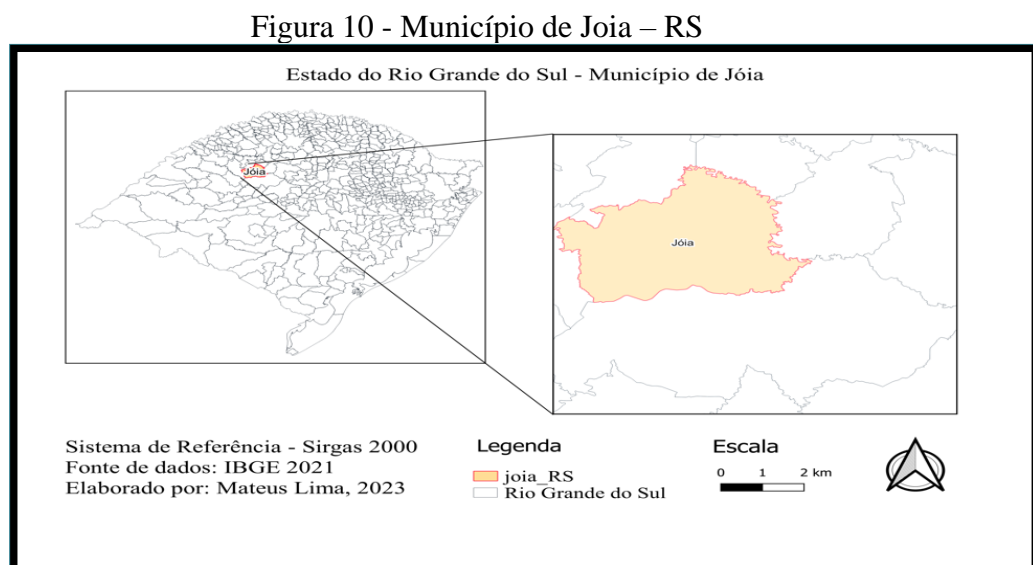 Figura 10 - Município de Joia – RS
Estado do Rio Grande do Sul - Município de Jóia
Jóia
Jóia
Sistema de Referência - Sirgas 2000
Fonte de dados: IBGE 2021
Elaborado por: Mateus Lima, 2023
Legenda
joia_RS
Rio Grande do Sul
Escala
0 1 2 km